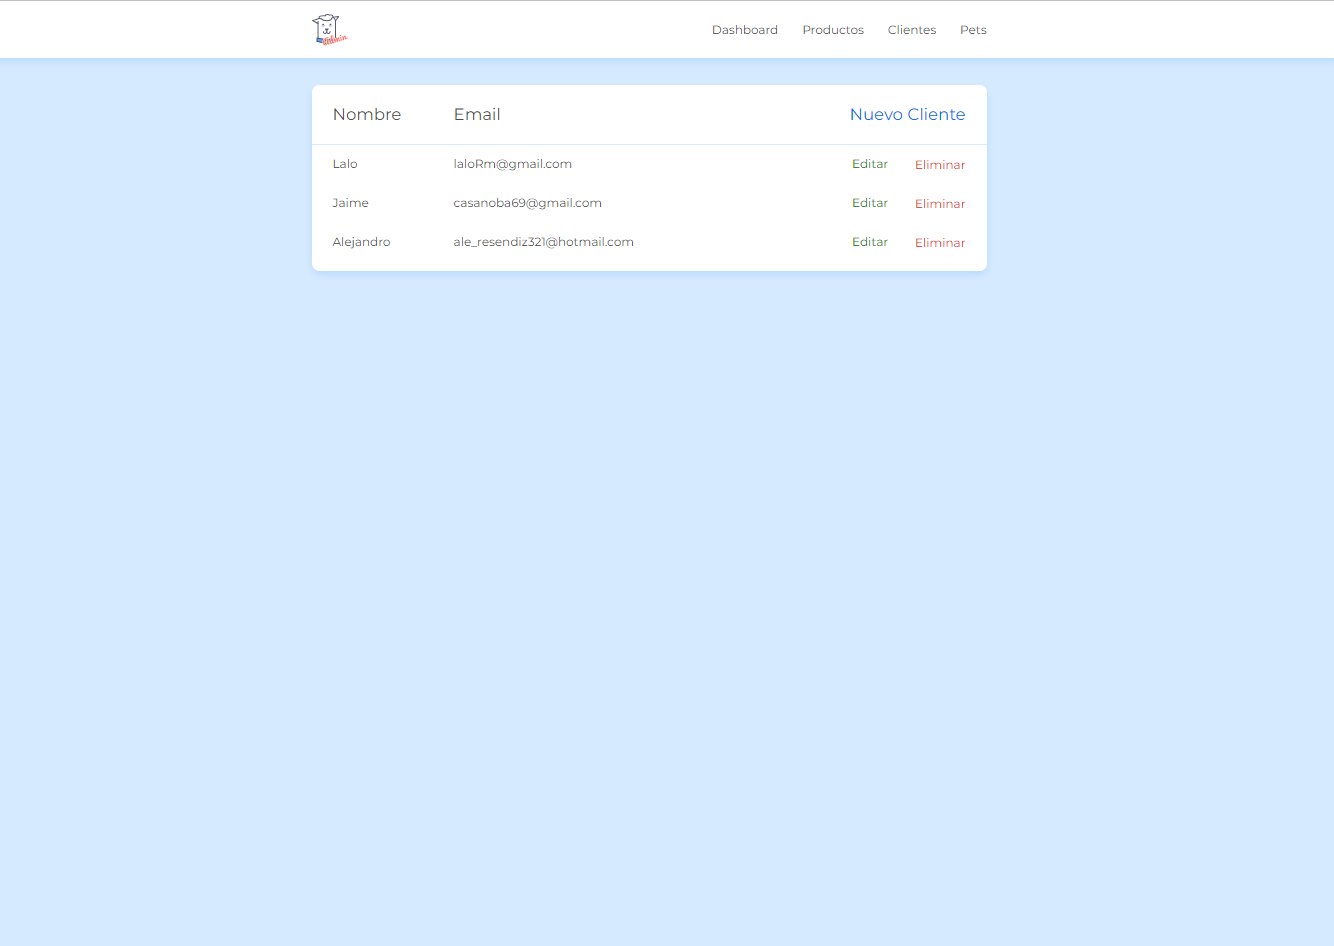 Admin
Dashboard Productos Clientes Pets
Nombre Email Nuevo Cliente
Lalo laloRm@gmail.com Editar Eliminar
Jaime casanoba69@gmail.com Editar Eliminar
Alejandro ale_resendiz321@hotmail.com Editar Eliminar